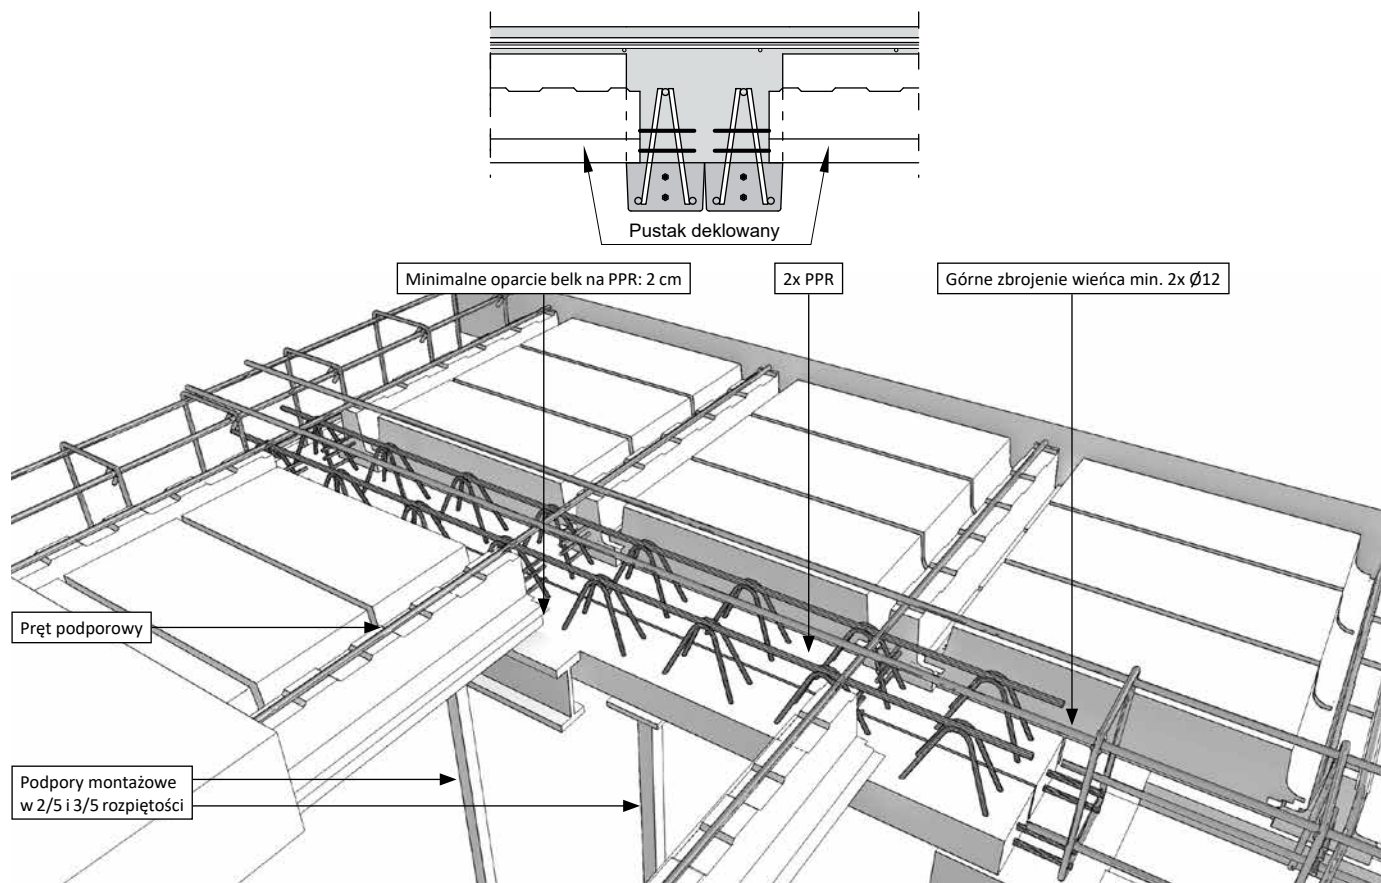 Pustak deklowany
Minimalne oparcie belk na PPR: 2 cm
2x PPR
Górne zbrojenie wieńca min. 2x Ø12
Pręt podporowy
Podpory montażowe
w 2/5 i 3/5 rozpiętości